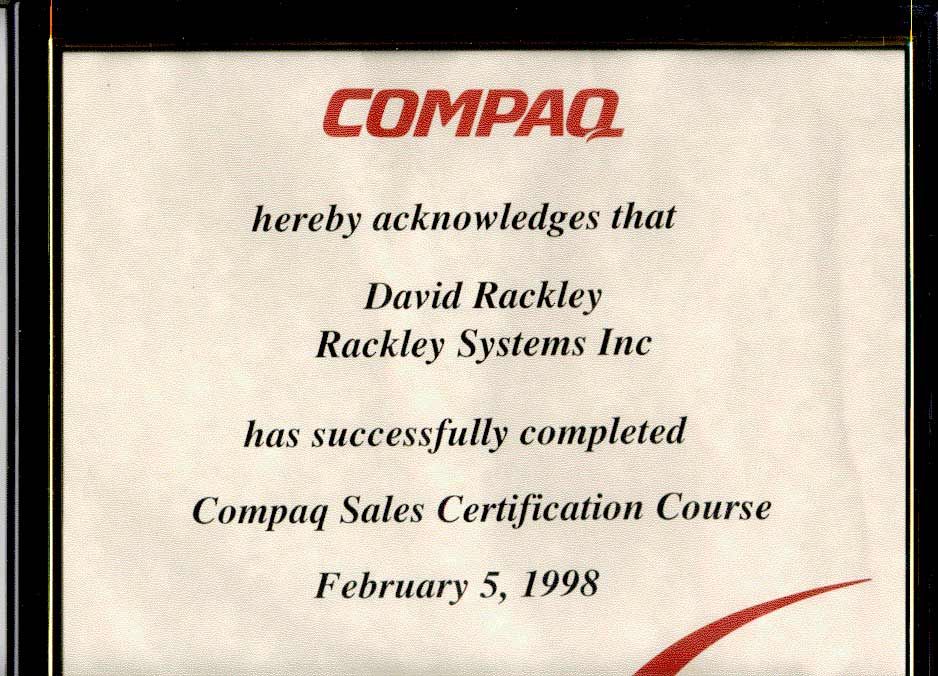 COMPAQ
hereby acknowledges that
David Rackley
Rackley Systems Inc
has successfully completed
Compaq Sales Certification Course
February 5, 1998